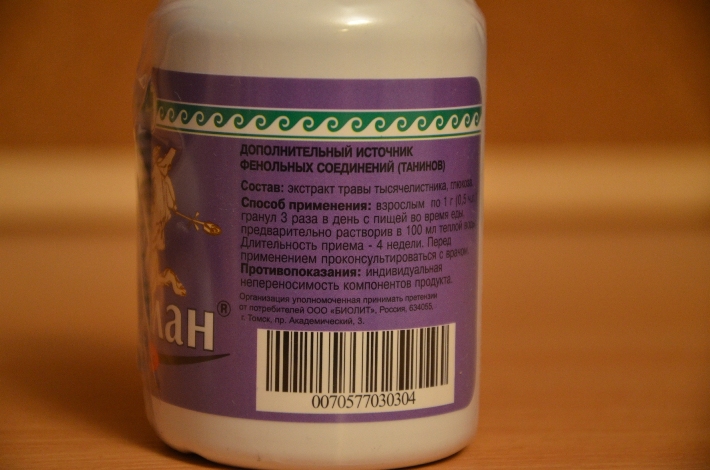 ДОПОЛНИТЕЛЬНЫЙ ИСТОЧНИК
ФЕНОЛЬНЫХ СОЕДИНЕНИЙ (ТАНИНОВ)
Состав: экстракт травы тысячелистника, глюкоза.
Способ применения: взрослым по 1 г (0,5
гранул 3 раза в день с пищей во время еды,
предварительно растворив в 100 мл теплой
Длительность приема - 4 недели. Перед
применением проконсультироваться с врачом.
Противопоказания: индивидуальная
непереносимость компонентов продукта.
Организация уполномоченная принимать претензии
от потребителей ООО «БИОЛИТ», Россия, 634055,
г. Томск, пр. Академический, 3.
®
0070577030304